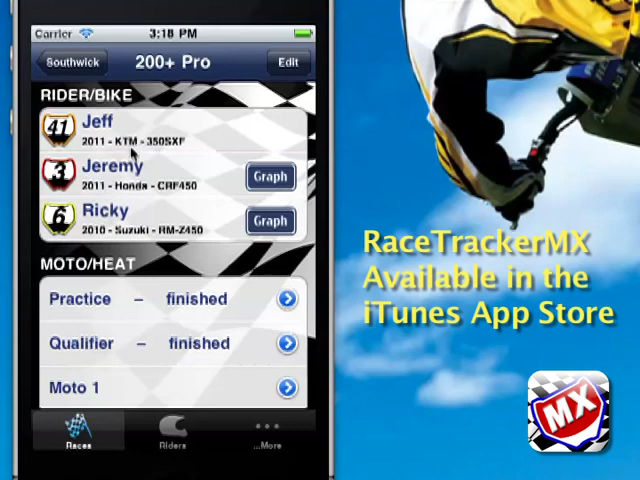 Carrier 3:18 PM
Southwick 200+ Pro Edit
RIDER/BIKE
41 Jeff
2011 - KTM - 350SXF
3 Jeremy
2011 - Honda - CRF450
Graph
6 Ricky
2010 - Suzuki - RM-Z450
Graph
MOTO/HEAT
Practice – finished
Qualifier – finished
Moto 1
Races Riders ...More
RaceTrackerMX
Available in the
iTunes App Store
MX